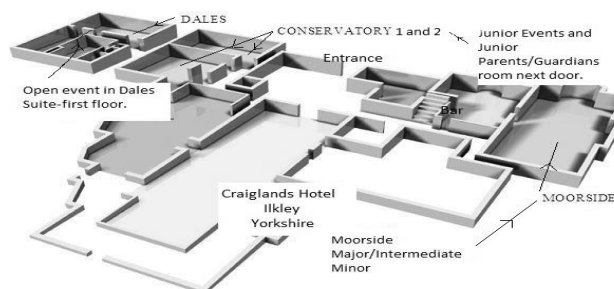 DALES
CONSERVATORY 1 and 2
Junior Events and
Junior
Parents/Guardians
room next door.
Entrance
Open event in Dales
Suite-first floor.
Bar
Craiglands Hotel
Ilkley
Yorkshire
MOORSIDE
Moorside
Major/Intermediate
Minor